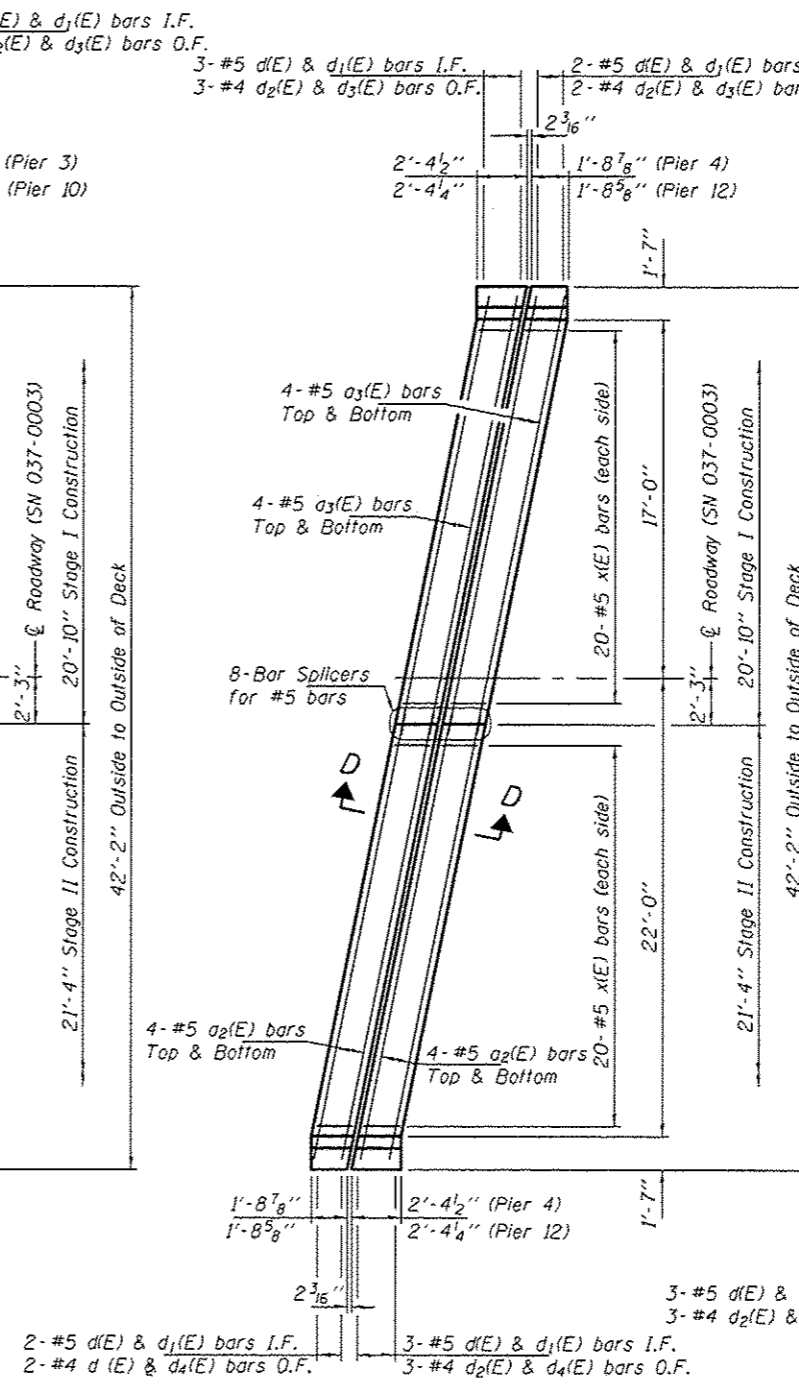 E) & d₁(E) bars I.F.
₂(E) & d₃(E) bars O.F.
3- #5 d(E) & d₁(E) bars I.F.
3- #4 d₂(E) & d₃(E) bars O.F.
2- #5 d(E) & d₁(E) bars
2- #4 d₂(E) & d₃(E) bar
2 3/16"
(Pier 3)
(Pier 10)
2'-4 1/2"
2'-4 1/4"
1'-8 7/8" (Pier 4)
1'-8 5/8" (Pier 12)
1'-7"
4- #5 a₃(E) bars
Top & Bottom
4- #5 a₃(E) bars
Top & Bottom
8-Bar Splicers
for #5 bars
℄ Roadway (SN 037-0003)
20'-10" Stage I Construction
2'-3"
21'-4" Stage II Construction
42'-2" Outside to Outside of Deck
20- #5 x(E) bars (each side)
17'-0"
℄ Roadway (SN 037-0003)
20'-10" Stage I Construction
2'-3"
D
D
20- #5 x(E) bars (each side)
22'-0"
21'-4" Stage II Construction
42'-2" Outside to Outside of Deck
4- #5 a₂(E) bars
Top & Bottom
4- #5 a₂(E) bars
Top & Bottom
1'-8 7/8"
1'-8 5/8"
2'-4 1/2" (Pier 4)
2'-4 1/4" (Pier 12)
1'-7"
2 3/16"
3- #5 d(E) &
3- #4 d₂(E) &
2- #5 d(E) & d₁(E) bars I.F.
2- #4 d (E) & d₄(E) bars O.F.
3- #5 d(E) & d₁(E) bars I.F.
3- #4 d₂(E) & d₄(E) bars O.F.